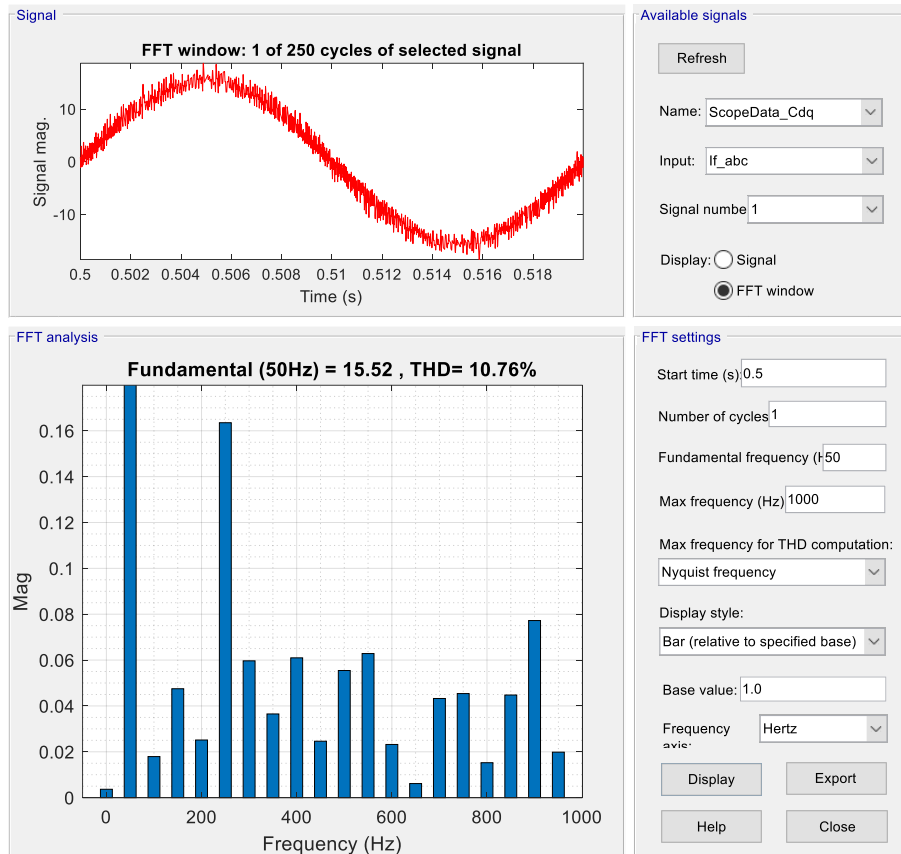 Signal
FFT window: 1 of 250 cycles of selected signal
Signal mag.
10
0
-10
0.5 0.502 0.504 0.506 0.508 0.51 0.512 0.514 0.516 0.518
Time (s)
Available signals
Refresh
Name: ScopeData_Cdq
Input: If_abc
Signal numbe 1
Display: Signal
FFT window
FFT analysis
Fundamental (50Hz) = 15.52 , THD= 10.76%
Mag
0.16
0.14
0.12
0.1
0.08
0.06
0.04
0.02
0
0 200 400 600 800 1000
Frequency (Hz)
FFT settings
Start time (s): 0.5
Number of cycles 1
Fundamental frequency (H 50
Max frequency (Hz) 1000
Max frequency for THD computation:
Nyquist frequency
Display style:
Bar (relative to specified base)
Base value: 1.0
Frequency
axis:
Hertz
Display Export
Help Close